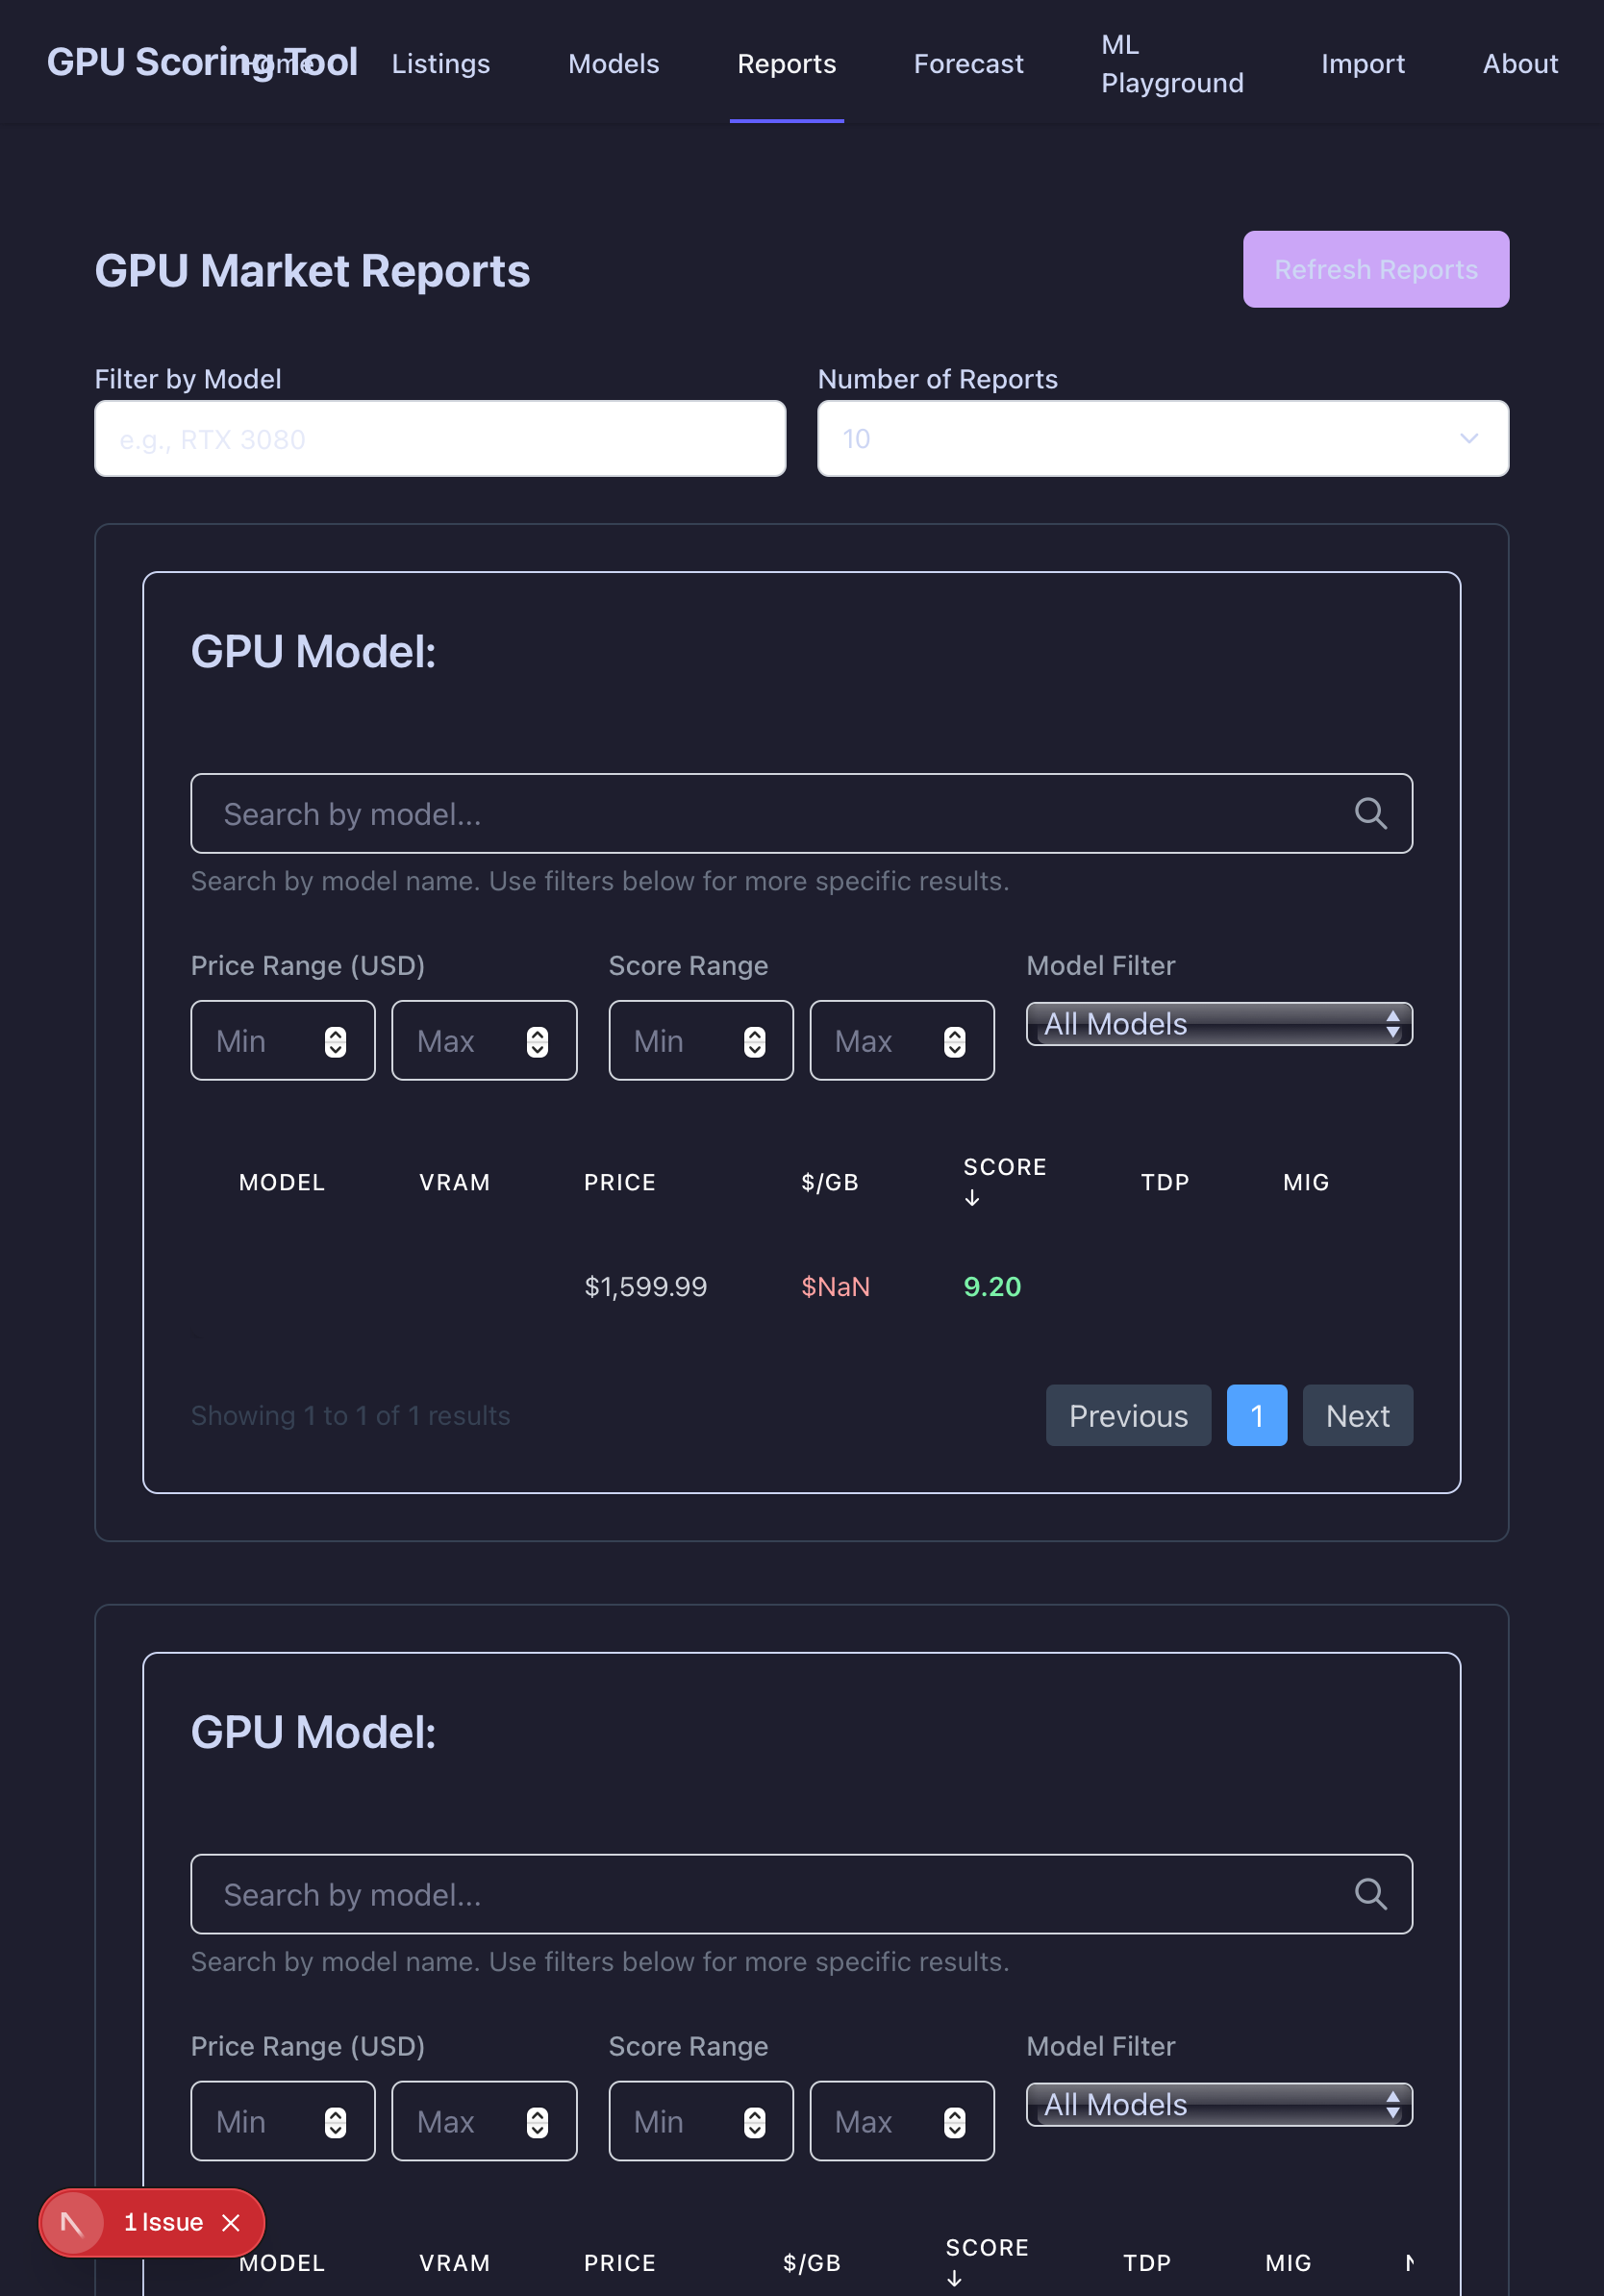 GPU Scoring Tool
Home
Listings
Models
Reports
Forecast
ML
Playground
Import
About
GPU Market Reports
Refresh Reports
Filter by Model
Number of Reports
e.g., RTX 3080
10
GPU Model:
Search by model...
Search by model name. Use filters below for more specific results.
Price Range (USD)
Score Range
Model Filter
Min
Max
Min
Max
All Models
MODEL VRAM PRICE $/GB SCORE ↓ TDP MIG
$1,599.99 $NaN 9.20
Showing 1 to 1 of 1 results
Previous 1 Next
GPU Model:
Search by model...
Search by model name. Use filters below for more specific results.
Price Range (USD)
Score Range
Model Filter
Min
Max
Min
Max
All Models
1 Issue
MODEL VRAM PRICE $/GB SCORE ↓ TDP MIG